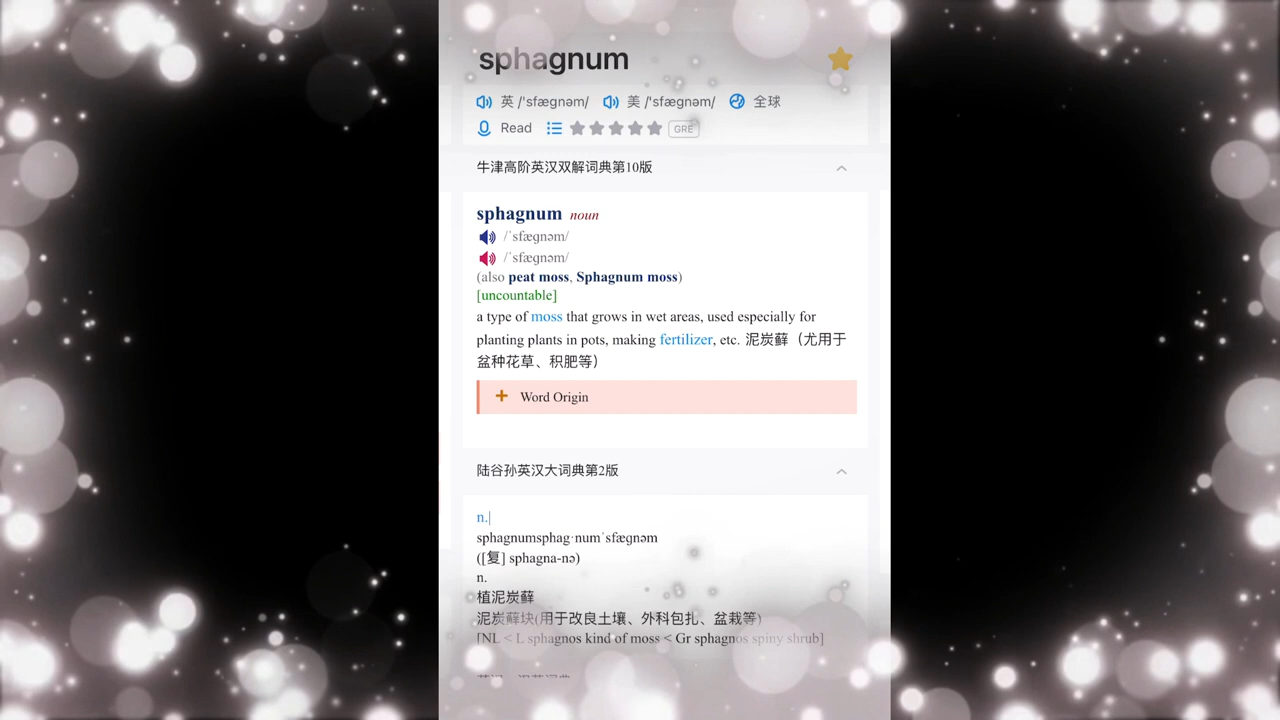 sphagnum
英 /'sfægnəm/ 美 /'sfægnəm/ 全球
Read GRE
牛津高阶英汉双解词典第10版
sphagnum noun
/ˈsfæɡnəm/
/ˈsfæɡnəm/
(also peat moss, Sphagnum moss)
[uncountable]
a type of moss that grows in wet areas, used especially for
planting plants in pots, making fertilizer, etc. 泥炭藓（尤用于
盆种花草、积肥等）
+ Word Origin
陆谷孙英汉大词典第2版
n.|
sphagnumsphag·numˈsfæɡnəm
([复] sphagna-nə)
n.
植泥炭藓
泥炭藓块(用于改良土壤、外科包扎、盆栽等)
[NL < L sphagnos kind of moss < Gr sphagnos spiny shrub]